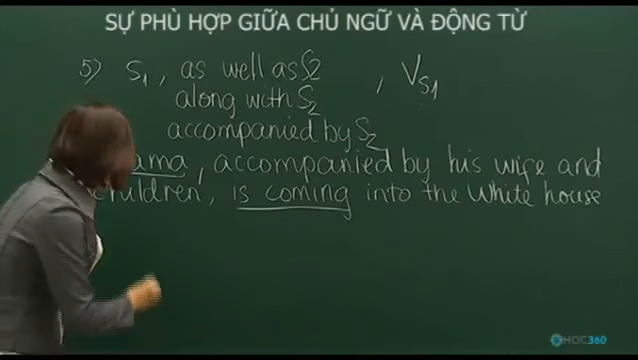 SỰ PHÙ HỢP GIỮA CHỦ NGỮ VÀ ĐỘNG TỪ
5) S1, as well as S2 , VS1
along with S2
accompanied by S2
ama, accompanied by his wife and
children, is coming into the White house
HOC360